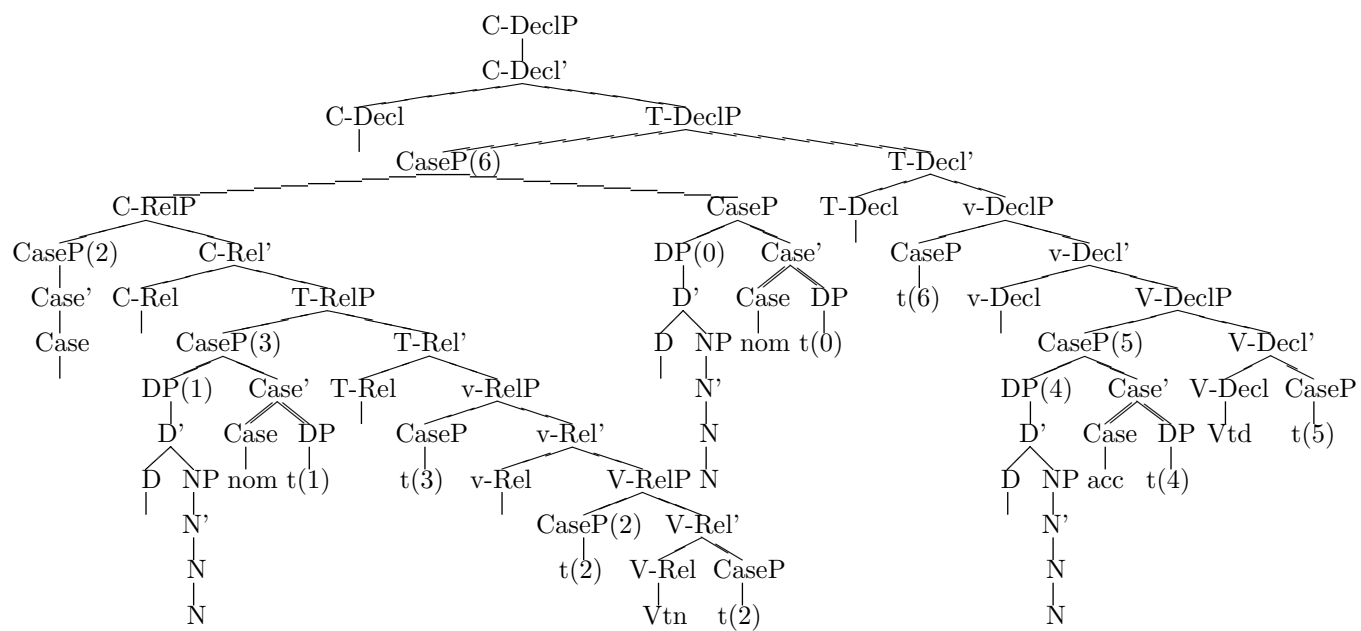 C-DeclP
C-Decl'
C-Decl T-DeclP
CaseP(6) T-Decl'
C-RelP CaseP T-Decl v-DeclP
CaseP(2) C-Rel' DP(0) Case' CaseP v-Decl'
Case' C-Rel T-RelP D' Case DP t(6) v-Decl V-DeclP
Case CaseP(3) T-Rel' D NP nom t(0) CaseP(5) V-Decl'
DP(1) Case' T-Rel v-RelP N' DP(4) Case' V-Decl CaseP
D' Case DP CaseP v-Rel' N D' Case DP Vtd t(5)
D NP nom t(1) t(3) v-Rel V-RelP N D NP acc t(4)
N' CaseP(2) V-Rel' N'
N t(2) V-Rel CaseP N
N Vtn t(2) N